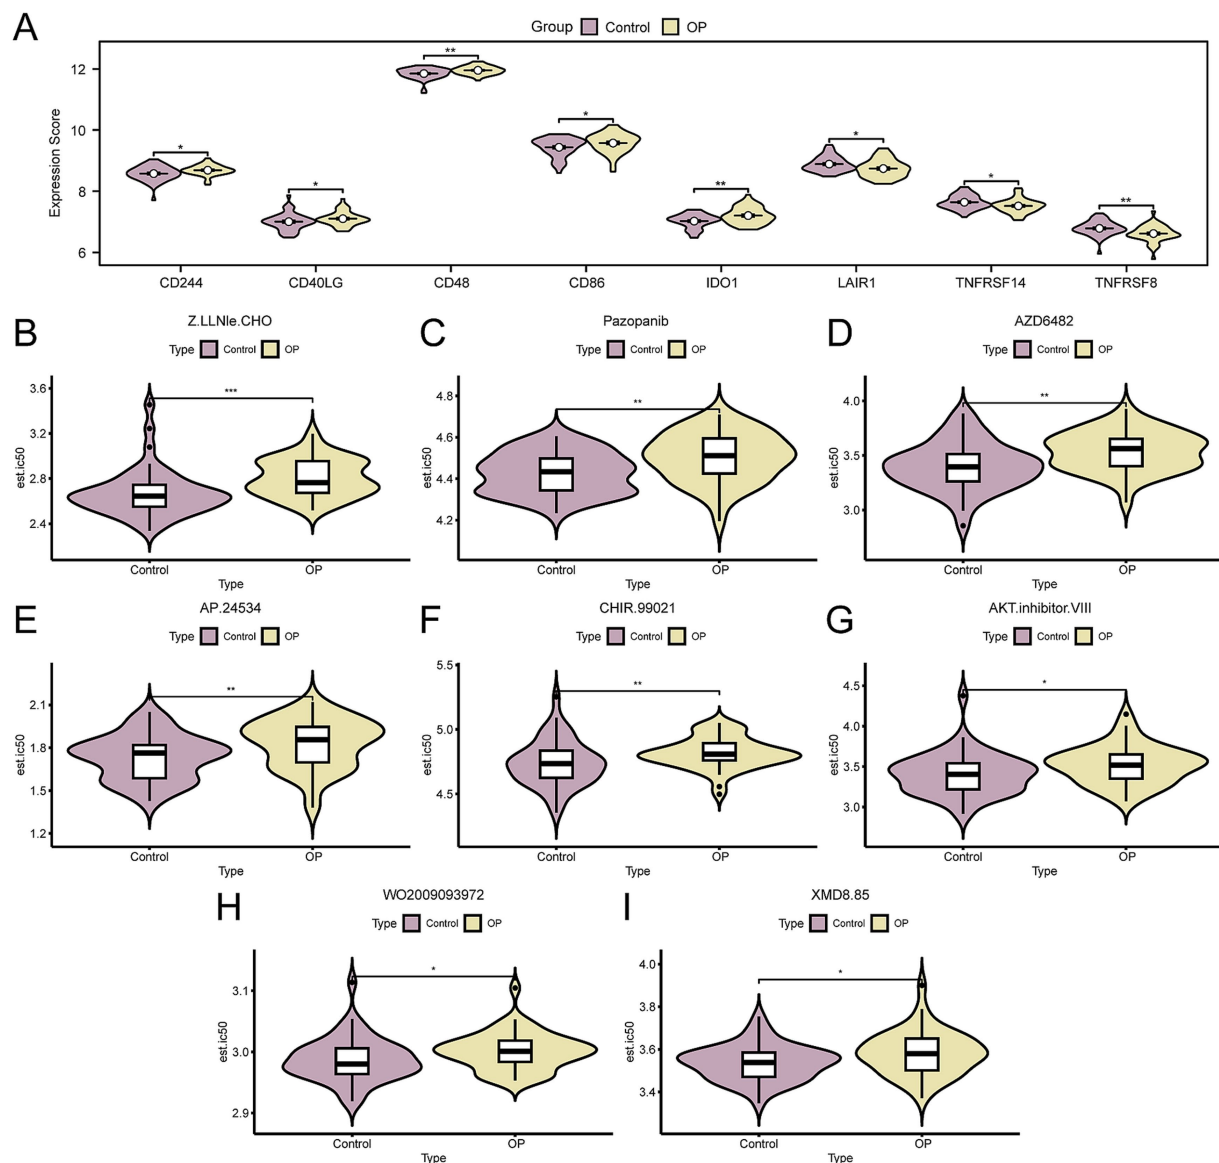 A
Group Control OP
Expression Score
12
10
8
6
** * * * ** * * **
CD244 CD40LG CD48 CD86 IDO1 LAIR1 TNFRSF14 TNFRSF8
B
Z.LLNle.CHO
Type Control OP
est.ic50
3.6
3.2
2.8
2.4
***
Control OP
Type
C
Pazopanib
Type Control OP
est.ic50
4.8
4.6
4.4
4.2
**
Control OP
Type
D
AZD6482
Type Control OP
est.ic50
4.0
3.5
3.0
**
Control OP
Type
E
AP.24534
Type Control OP
est.ic50
2.1
1.8
1.5
1.2
**
Control OP
Type
F
CHIR.99021
Type Control OP
est.ic50
5.5
5.0
4.5
**
Control OP
Type
G
AKT.inhibitor.VIII
Type Control OP
est.ic50
4.5
4.0
3.5
3.0
*
Control OP
Type
H
WO2009093972
Type Control OP
est.ic50
3.1
3.0
2.9
*
Control OP
Type
I
XMD8.85
Type Control OP
est.ic50
4.0
3.8
3.6
3.4
*
Control OP
Type